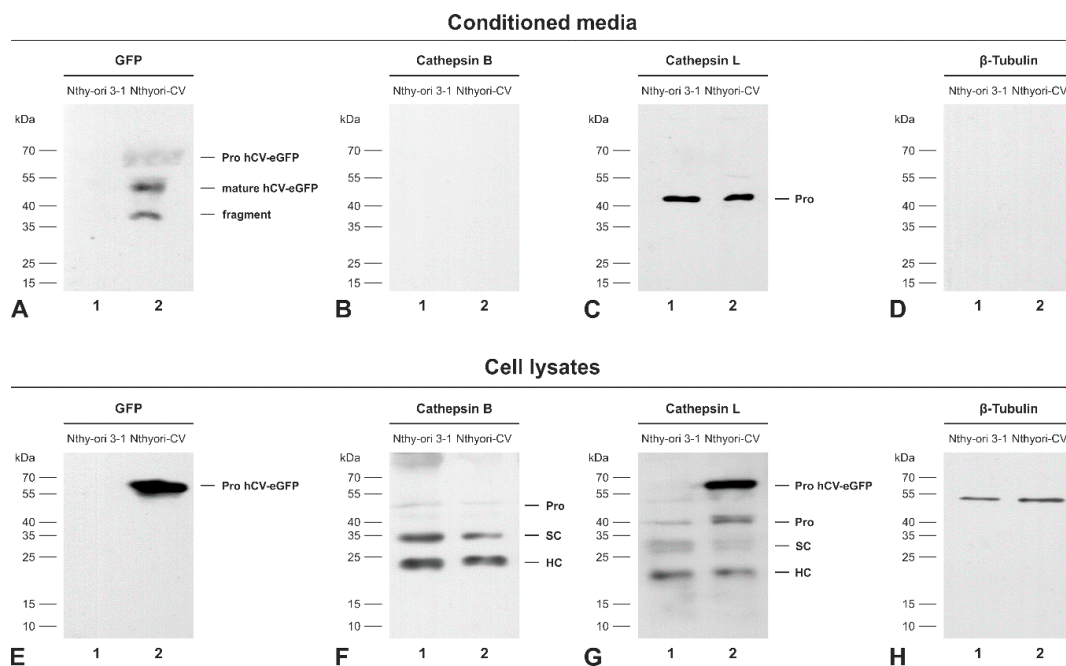 Conditioned media
GFP
Nthy-ori 3-1 Nthyori-CV
kDa
70
55
40
35
25
15
Pro hCV-eGFP
mature hCV-eGFP
fragment
A
1 2
Cathepsin B
Nthy-ori 3-1 Nthyori-CV
kDa
70
55
40
35
25
15
B
1 2
Cathepsin L
Nthy-ori 3-1 Nthyori-CV
kDa
70
55
40
35
25
15
Pro
C
1 2
β-Tubulin
Nthy-ori 3-1 Nthyori-CV
kDa
70
55
40
35
25
15
D
1 2
Cell lysates
GFP
Nthy-ori 3-1 Nthyori-CV
kDa
70
55
40
35
25
15
10
Pro hCV-eGFP
E
1 2
Cathepsin B
Nthy-ori 3-1 Nthyori-CV
kDa
70
55
40
35
25
15
10
Pro
SC
HC
F
1 2
Cathepsin L
Nthy-ori 3-1 Nthyori-CV
kDa
70
55
40
35
25
15
10
Pro hCV-eGFP
Pro
SC
HC
G
1 2
β-Tubulin
Nthy-ori 3-1 Nthyori-CV
kDa
70
55
40
35
25
15
10
H
1 2